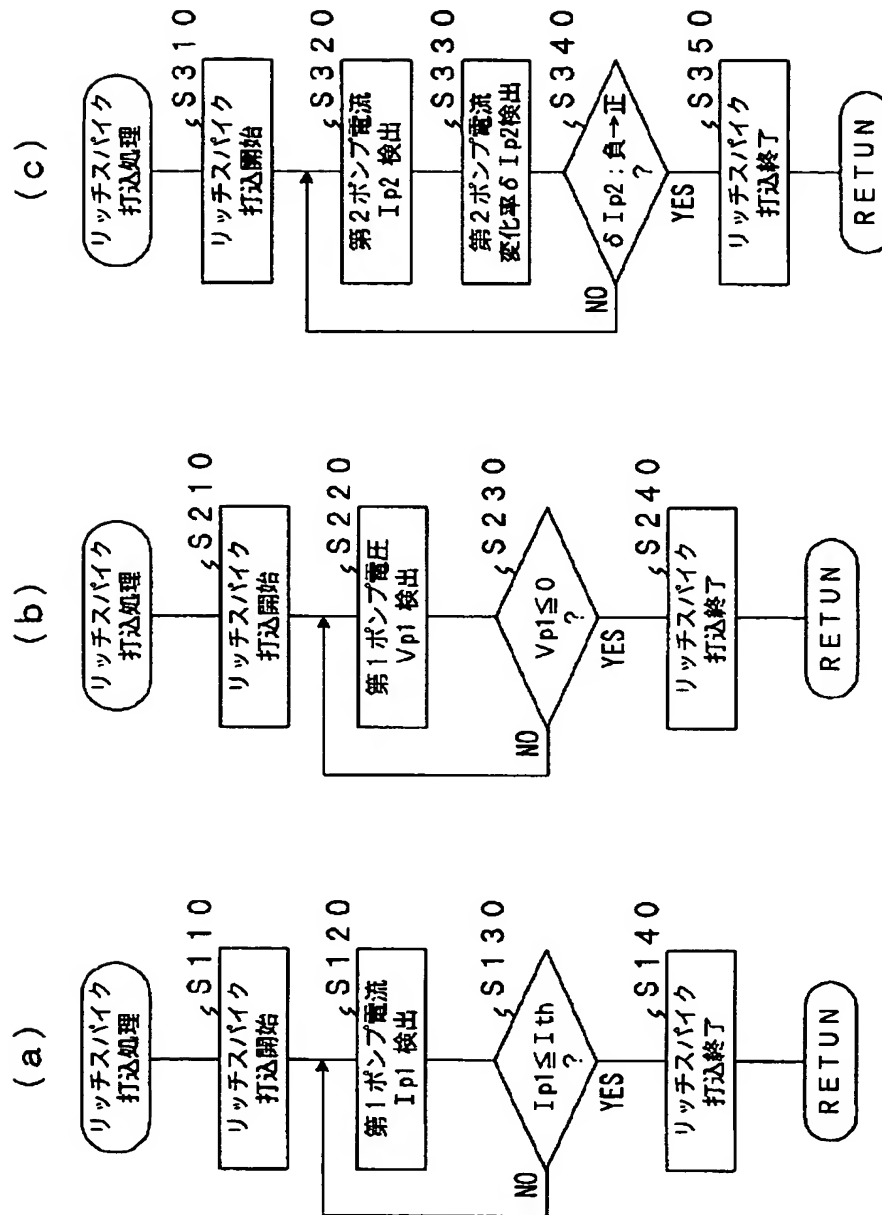 (a)
リッチスパイク
打込処理
S110
リッチスパイク
打込開始
S120
第1ポンプ電流
Ip1 検出
S130
Ip1≦Ith
?
NO
YES
S140
リッチスパイク
打込終了
RETUN
(b)
リッチスパイク
打込処理
S210
リッチスパイク
打込開始
S220
第1ポンプ電圧
Vp1 検出
S230
Vp1≦0
?
NO
YES
S240
リッチスパイク
打込終了
RETUN
(c)
リッチスパイク
打込処理
S310
リッチスパイク
打込開始
S320
第2ポンプ電流
Ip2 検出
S330
第2ポンプ電流
変化率δIp2検出
S340
δIp2:負→正
?
NO
YES
S350
リッチスパイク
打込終了
RETUN